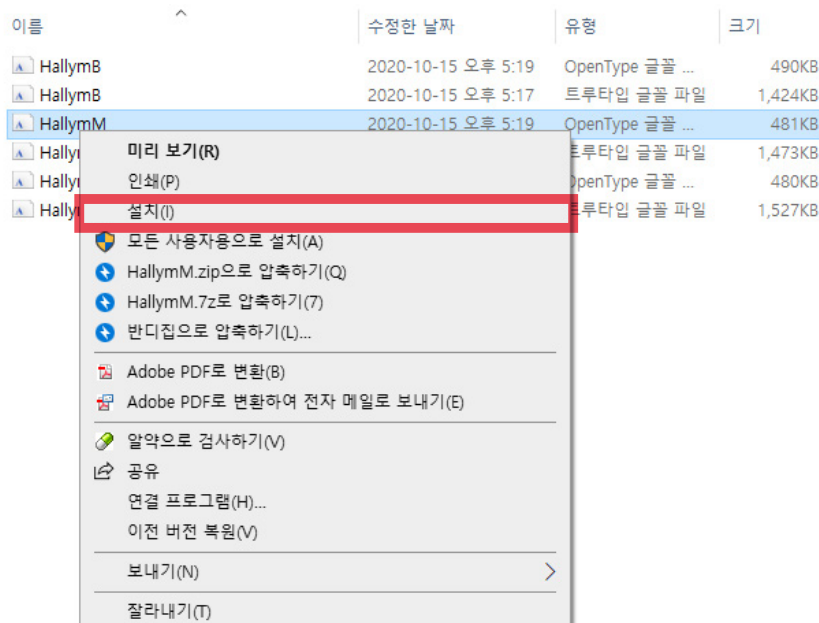 이름 수정한 날짜 유형 크기
HallymB 2020-10-15 오후 5:19 OpenType 글꼴 ... 490KB
HallymB 2020-10-15 오후 5:17 트루타입 글꼴 파일 1,424KB
HallymM 2020-10-15 오후 5:19 OpenType 글꼴 ... 481KB
미리 보기(R) 트루타입 글꼴 파일 1,473KB
인쇄(P) OpenType 글꼴 ... 480KB
설치(I) 트루타입 글꼴 파일 1,527KB
모든 사용자용으로 설치(A)
HallymM.zip으로 압축하기(Q)
HallymM.7z로 압축하기(7)
반디집으로 압축하기(L)...
Adobe PDF로 변환(B)
Adobe PDF로 변환하여 전자 메일로 보내기(E)
알약으로 검사하기(V)
공유
연결 프로그램(H)...
이전 버전 복원(V)
보내기(N)
잘라내기(T)